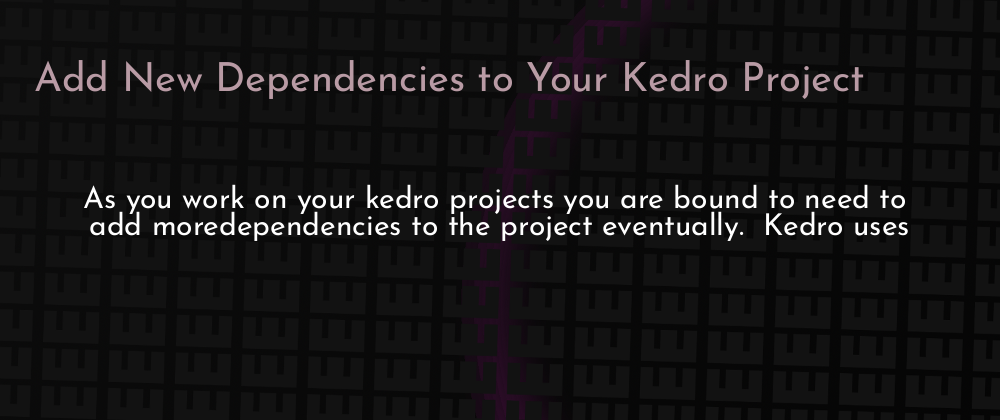 Add New Dependencies to Your Kedro Project
As you work on your kedro projects you are bound to need to
add moredependencies to the project eventually.  Kedro uses